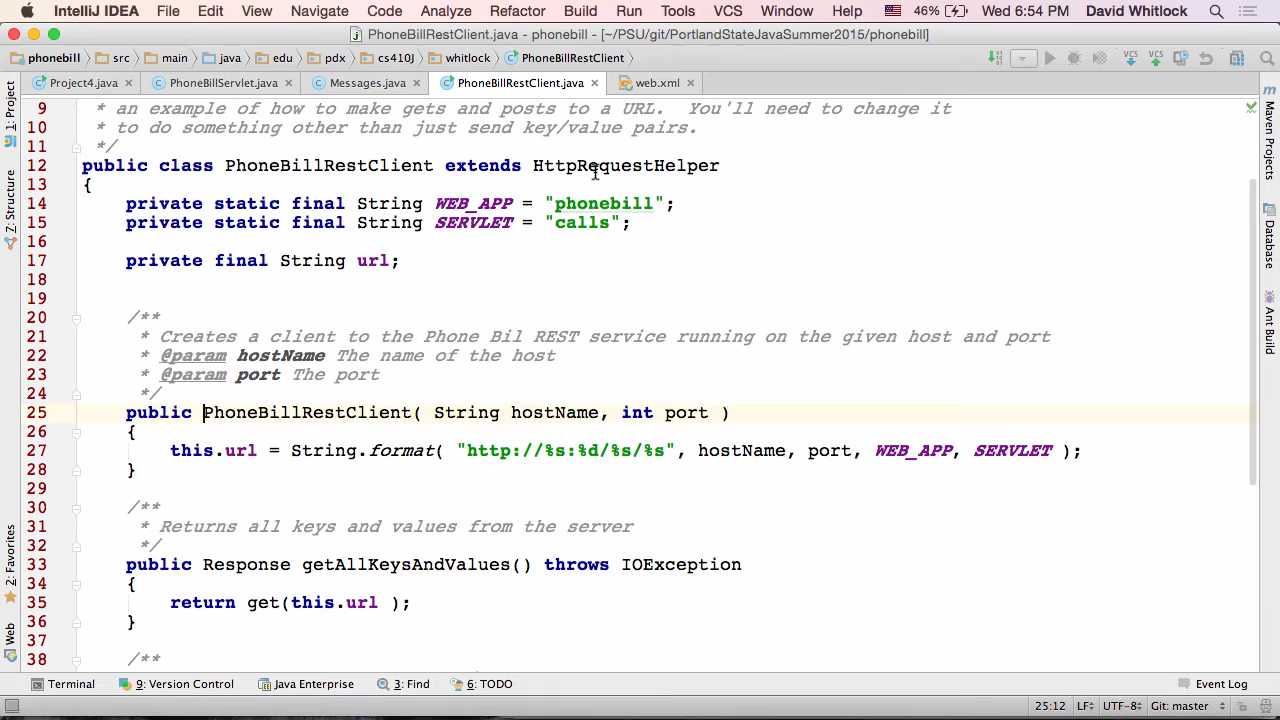 IntelliJ IDEA File Edit View Navigate Code Analyze Refactor Build Run Tools VCS Window Help 46% Wed 6:54 PM David Whitlock
PhoneBillRestClient.java - phonebill - [~/PSU/git/PortlandStateJavaSummer2015/phonebill]
phonebill src main java edu pdx cs410J whitlock PhoneBillRestClient
Project4.java PhoneBillServlet.java Messages.java PhoneBillRestClient.java web.xml
9 * an example of how to make gets and posts to a URL. You'll need to change it
10 * to do something other than just send key/value pairs.
11 */
12 public class PhoneBillRestClient extends HttpRequestHelper
13 {
14 private static final String WEB_APP = "phonebill";
15 private static final String SERVLET = "calls";
16
17 private final String url;
18
19
20 /**
21 * Creates a client to the Phone Bil REST service running on the given host and port
22 * @param hostName The name of the host
23 * @param port The port
24 */
25 public PhoneBillRestClient( String hostName, int port )
26 {
27 this.url = String.format( "http://%s:%d/%s/%s", hostName, port, WEB_APP, SERVLET );
28 }
29
30 /**
31 * Returns all keys and values from the server
32 */
33 public Response getAllKeysAndValues() throws IOException
34 {
35 return get(this.url );
36 }
37
38 /**
1: Project
Z: Structure
2: Favorites
Web
Maven Projects
Database
Ant Build
Terminal 9: Version Control Java Enterprise 3: Find 6: TODO Event Log
25:12 LF UTF-8 Git: master